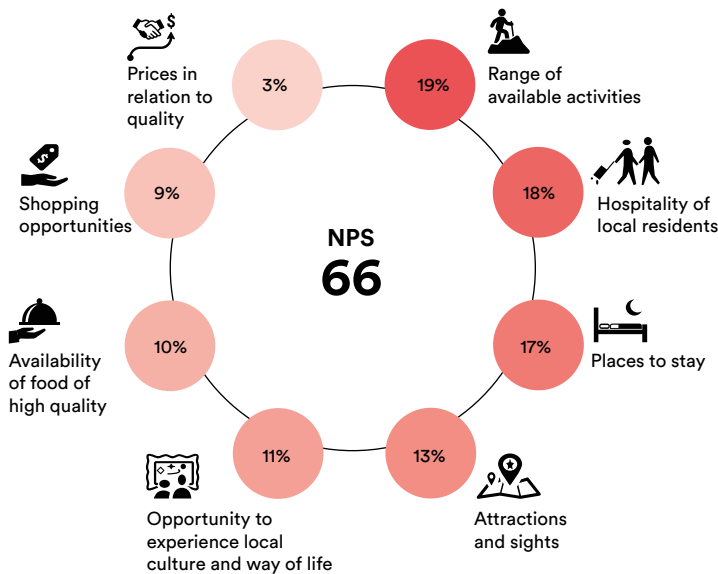 3%
Prices in
relation to
quality
19%
Range of
available activities
18%
Hospitality of
local residents
17%
Places to stay
13%
Attractions
and sights
11%
Opportunity to
experience local
culture and way of life
10%
Availability
of food of
high quality
9%
Shopping
opportunities
NPS
66
$
$